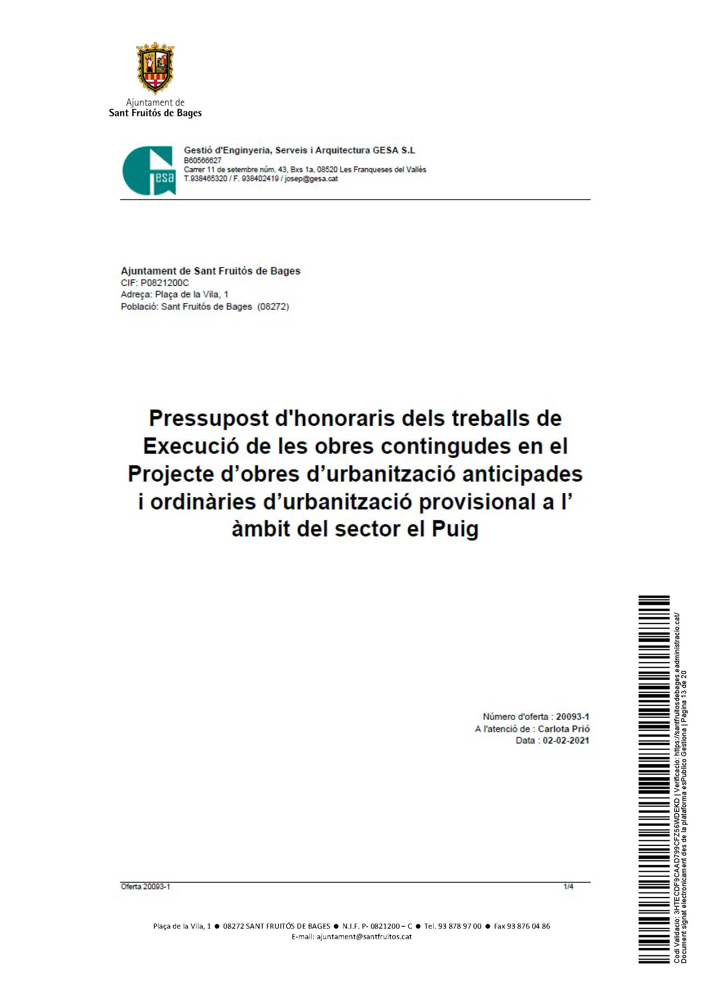 Ajuntament de
Sant Fruitós de Bages
esa
Gestió d'Enginyeria, Serveis i Arquitectura GESA S.L
B60566627
Carrer 11 de setembre núm. 43, Bxs 1a, 08520 Les Franqueses del Vallès
T.938465320 / F. 938402419 / josep@gesa.cat
Ajuntament de Sant Fruitós de Bages
CIF: P0821200C
Adreça: Plaça de la Vila, 1
Població: Sant Fruitós de Bages (08272)
Pressupost d'honoraris dels treballs de
Execució de les obres contingudes en el
Projecte d’obres d’urbanització anticipades
i ordinàries d’urbanització provisional a l’
àmbit del sector el Puig
Número d'oferta : 20093-1
A l'atenció de : Carlota Prió
Data : 02-02-2021
Oferta 20093-1 1/4
Plaça de la Vila, 1 ● 08272 SANT FRUITÓS DE BAGES ● N.I.F. P- 0821200 – C ● Tel. 93 878 97 00 ● Fax 93 876 04 86
E-mail: ajuntament@santfruitos.cat
Codi Validació: 3HTECDF9CAAD799CFZ56WDEKD | Verificació: https://santfruitosdebages.eadministracio.cat/
Document signat electrònicament des de la plataforma esPublico Gestiona | Pàgina 13 de 20